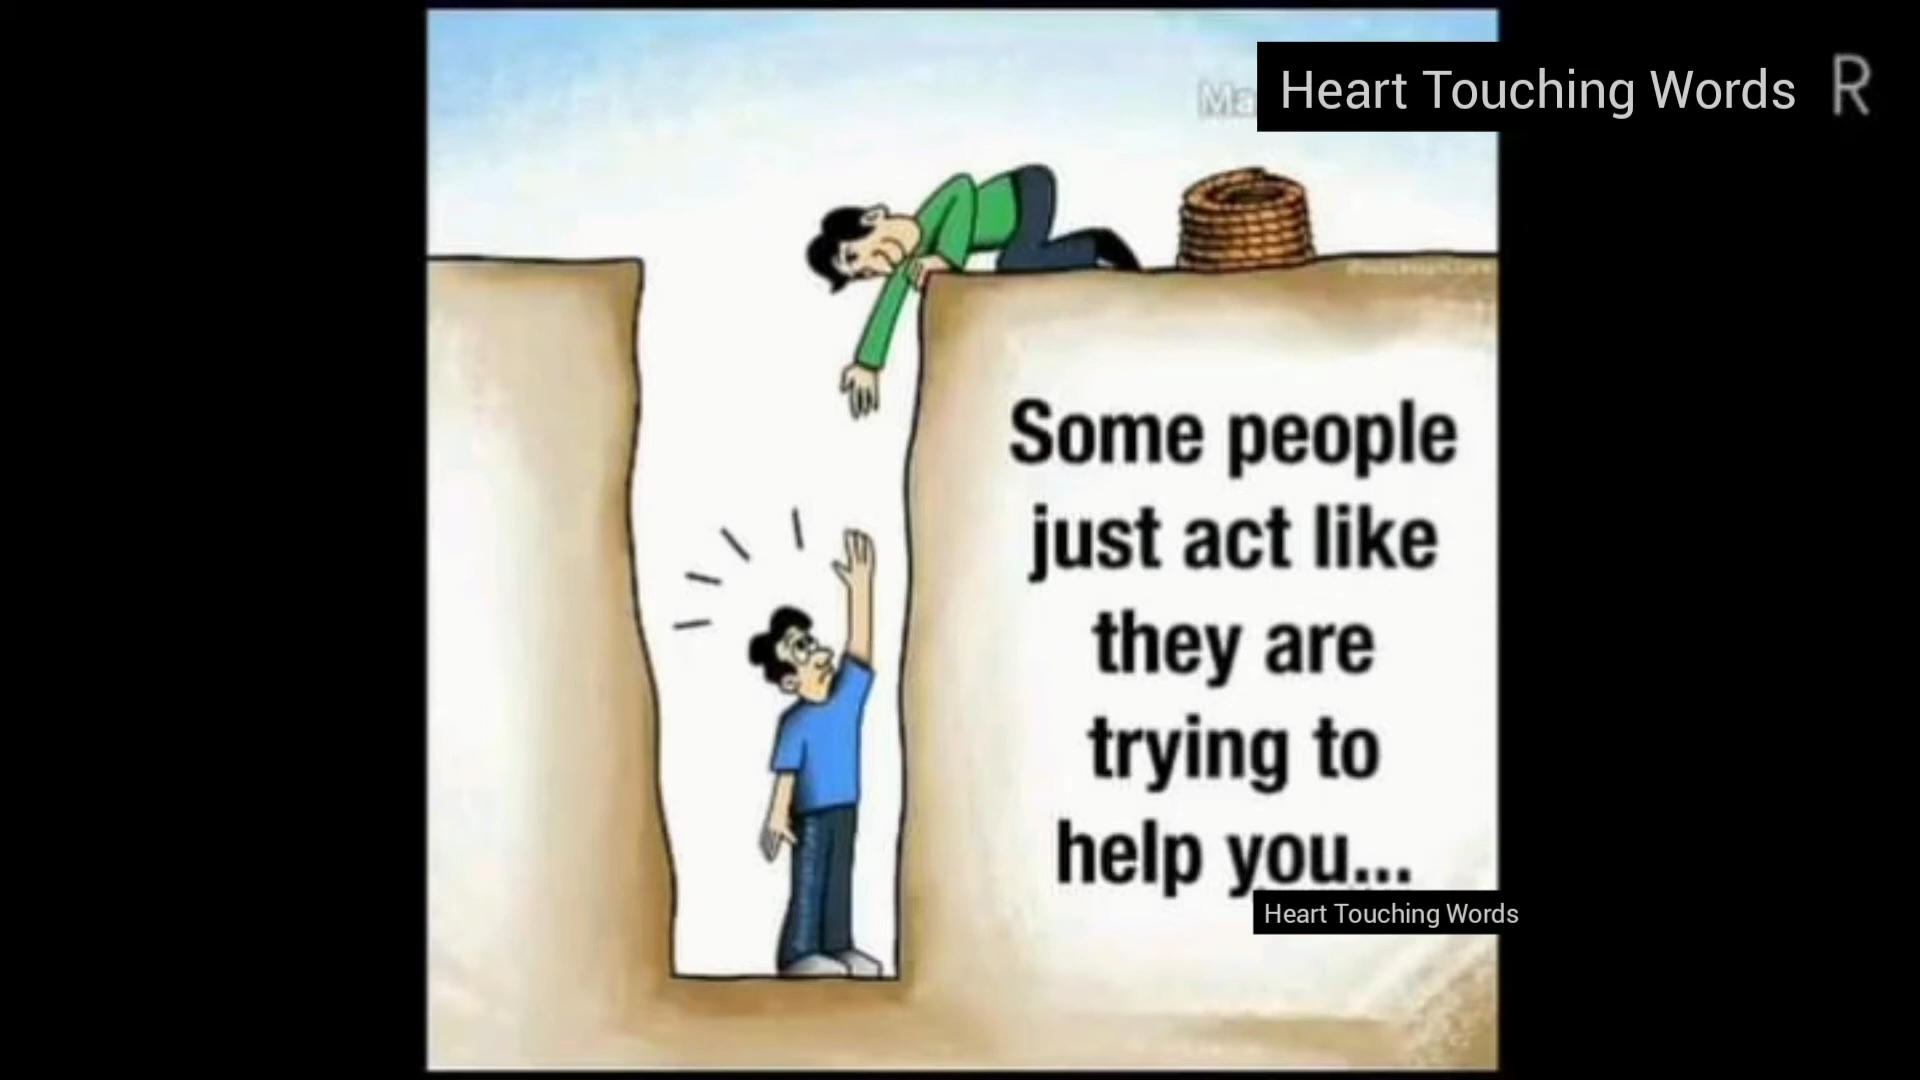 Heart Touching Words R
Some people
just act like
they are
trying to
help you...
Heart Touching Words